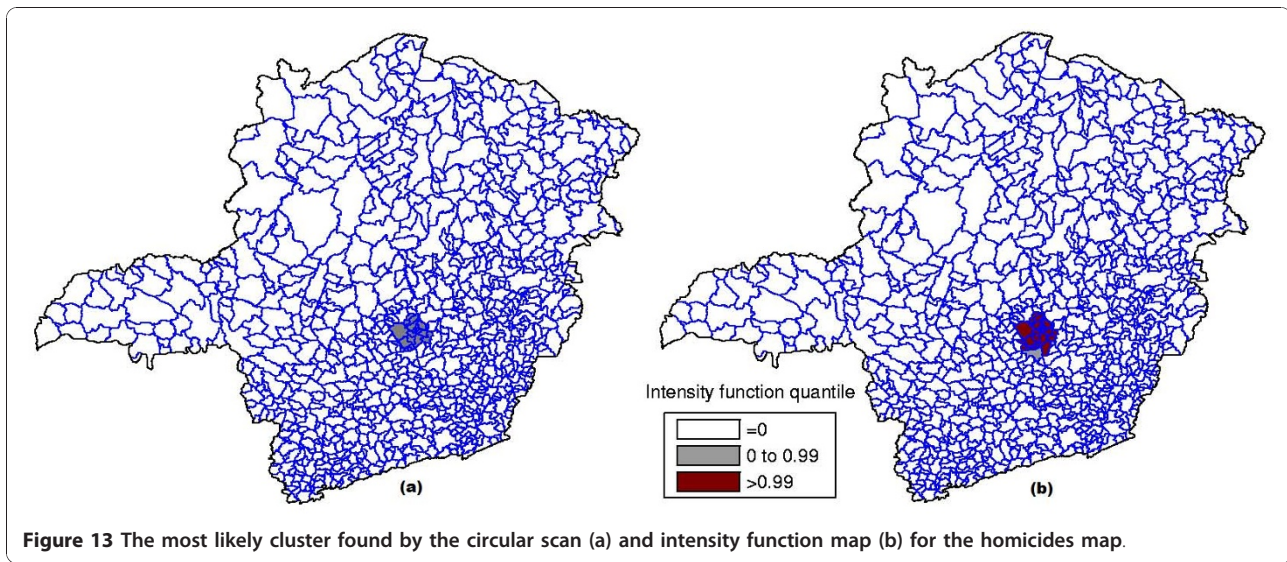 Intensity function quantile
=0
0 to 0.99
>0.99
(a)
(b)
Figure 13 The most likely cluster found by the circular scan (a) and intensity function map (b) for the homicides map.